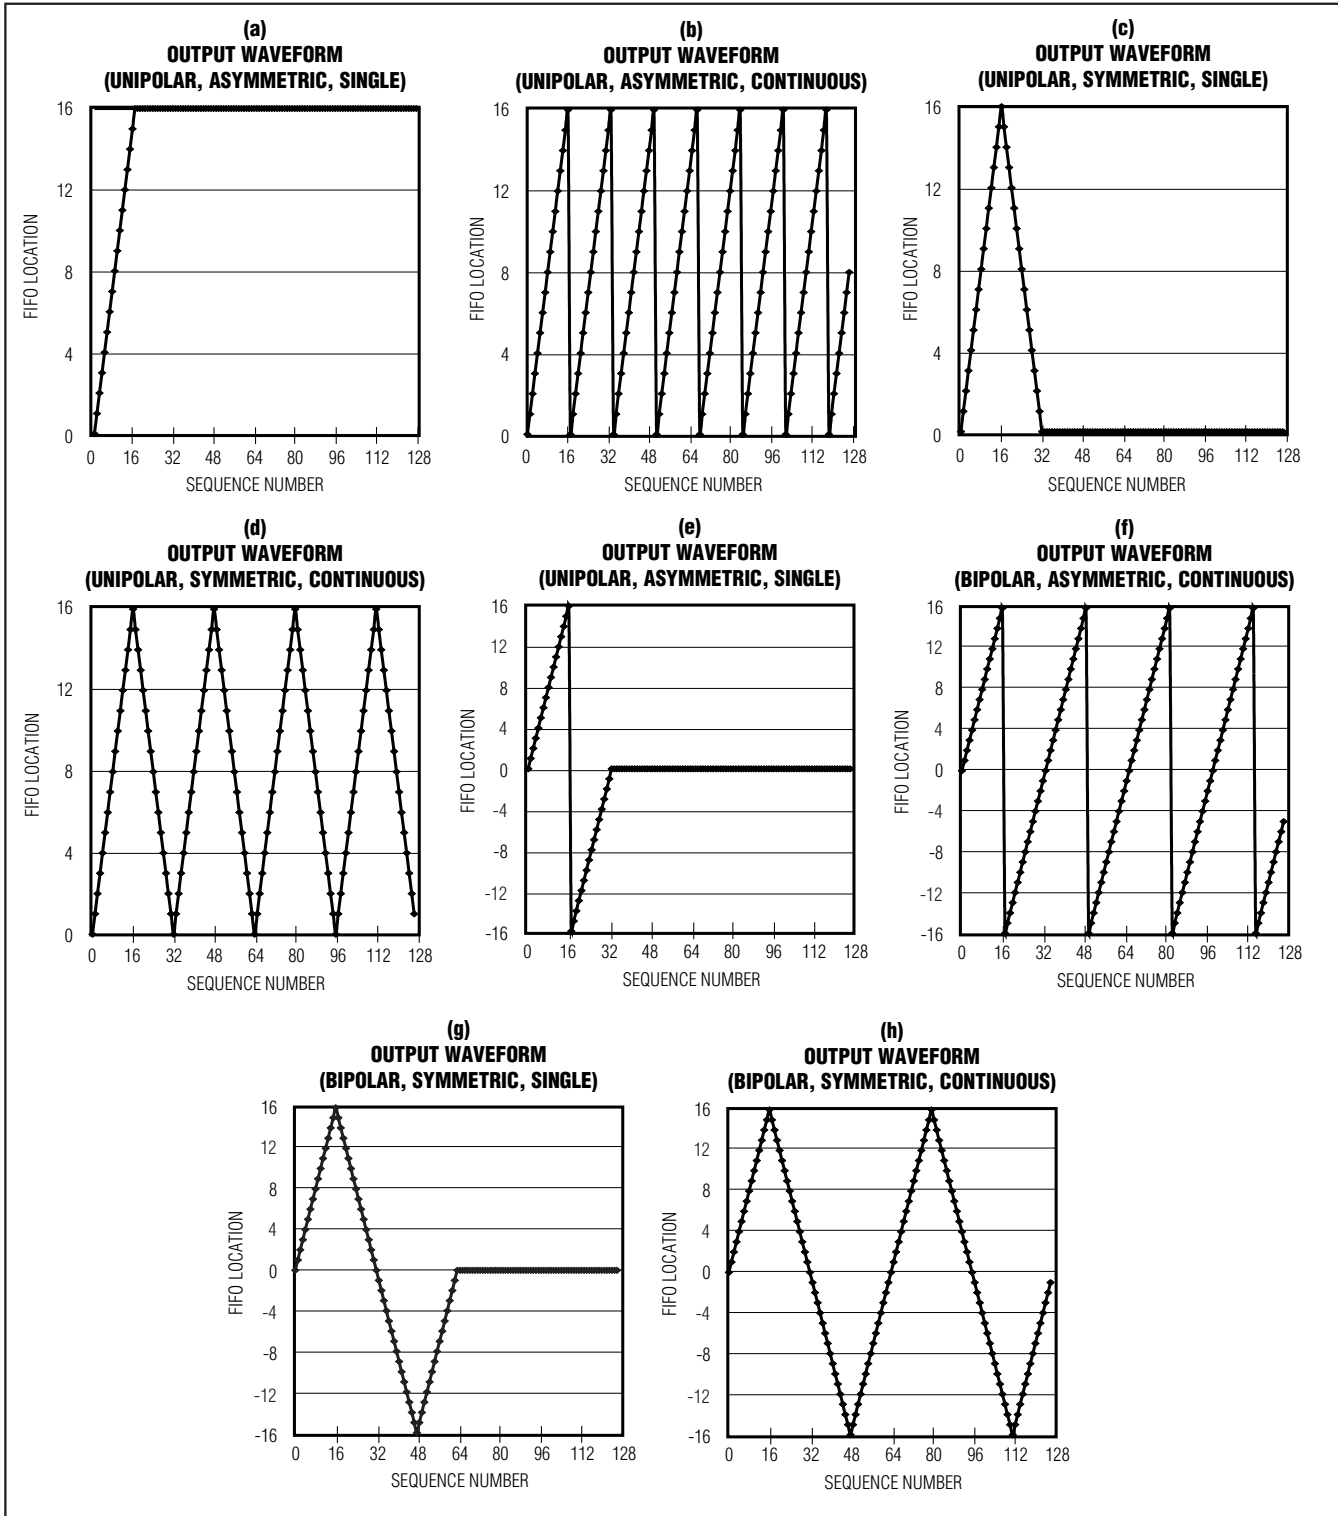 (a)
OUTPUT WAVEFORM
(UNIPOLAR, ASYMMETRIC, SINGLE)
16
12
8
4
0
FIFO LOCATION
0 16 32 48 64 80 96 112 128
SEQUENCE NUMBER
(b)
OUTPUT WAVEFORM
(UNIPOLAR, ASYMMETRIC, CONTINUOUS)
16
12
8
4
0
FIFO LOCATION
0 16 32 48 64 80 96 112 128
SEQUENCE NUMBER
(c)
OUTPUT WAVEFORM
(UNIPOLAR, SYMMETRIC, SINGLE)
16
12
8
4
0
FIFO LOCATION
0 16 32 48 64 80 96 112 128
SEQUENCE NUMBER
(d)
OUTPUT WAVEFORM
(UNIPOLAR, SYMMETRIC, CONTINUOUS)
16
12
8
4
0
FIFO LOCATION
0 16 32 48 64 80 96 112 128
SEQUENCE NUMBER
(e)
OUTPUT WAVEFORM
(UNIPOLAR, ASYMMETRIC, SINGLE)
16
12
8
4
0
-4
-8
-12
-16
FIFO LOCATION
0 16 32 48 64 80 96 112 128
SEQUENCE NUMBER
(f)
OUTPUT WAVEFORM
(BIPOLAR, ASYMMETRIC, CONTINUOUS)
16
12
8
4
0
-4
-8
-12
-16
FIFO LOCATION
0 16 32 48 64 80 96 112 128
SEQUENCE NUMBER
(g)
OUTPUT WAVEFORM
(BIPOLAR, SYMMETRIC, SINGLE)
16
12
8
4
0
-4
-8
-12
-16
FIFO LOCATION
0 16 32 48 64 80 96 112 128
SEQUENCE NUMBER
(h)
OUTPUT WAVEFORM
(BIPOLAR, SYMMETRIC, CONTINUOUS)
16
12
8
4
0
-4
-8
-12
-16
FIFO LOCATION
0 16 32 48 64 80 96 112 128
SEQUENCE NUMBER